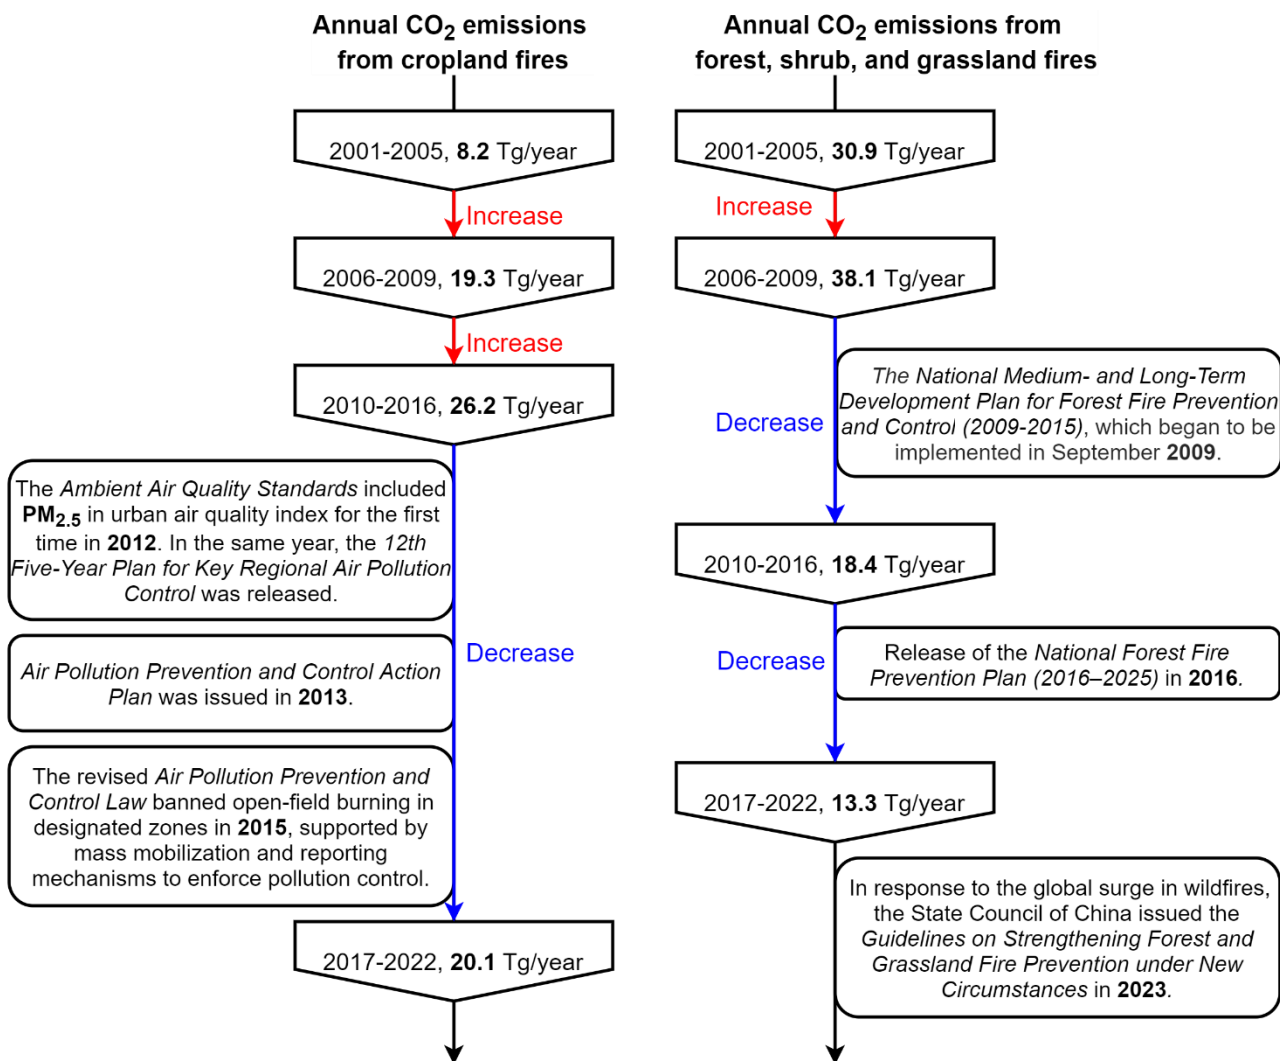 Annual CO2 emissions
from cropland fires
2001-2005, 8.2 Tg/year
Increase
2006-2009, 19.3 Tg/year
Increase
2010-2016, 26.2 Tg/year
The Ambient Air Quality Standards included
PM2.5 in urban air quality index for the first
time in 2012. In the same year, the 12th
Five-Year Plan for Key Regional Air Pollution
Control was released.
Decrease
Air Pollution Prevention and Control Action
Plan was issued in 2013.
The revised Air Pollution Prevention and
Control Law banned open-field burning in
designated zones in 2015, supported by
mass mobilization and reporting
mechanisms to enforce pollution control.
2017-2022, 20.1 Tg/year
Annual CO2 emissions from
forest, shrub, and grassland fires
2001-2005, 30.9 Tg/year
Increase
2006-2009, 38.1 Tg/year
Decrease
The National Medium- and Long-Term
Development Plan for Forest Fire Prevention
and Control (2009-2015), which began to be
implemented in September 2009.
2010-2016, 18.4 Tg/year
Decrease
Release of the National Forest Fire
Prevention Plan (2016–2025) in 2016.
2017-2022, 13.3 Tg/year
In response to the global surge in wildfires,
the State Council of China issued the
Guidelines on Strengthening Forest and
Grassland Fire Prevention under New
Circumstances in 2023.